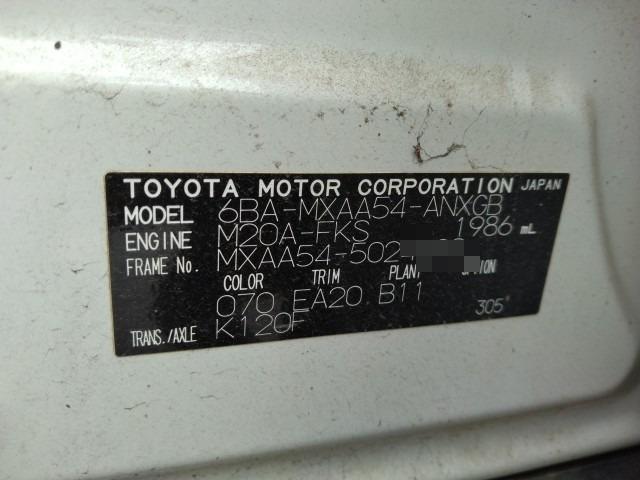 TOYOTA MOTOR CORPORATION JAPAN
MODEL 6BA-MXAA54-ANXGB
ENGINE M20A-FKS 1986 mL
FRAME No. MXAA54-502
COLOR TRIM PLANT
070 EA20 B11
TRANS./AXLE K120F 305